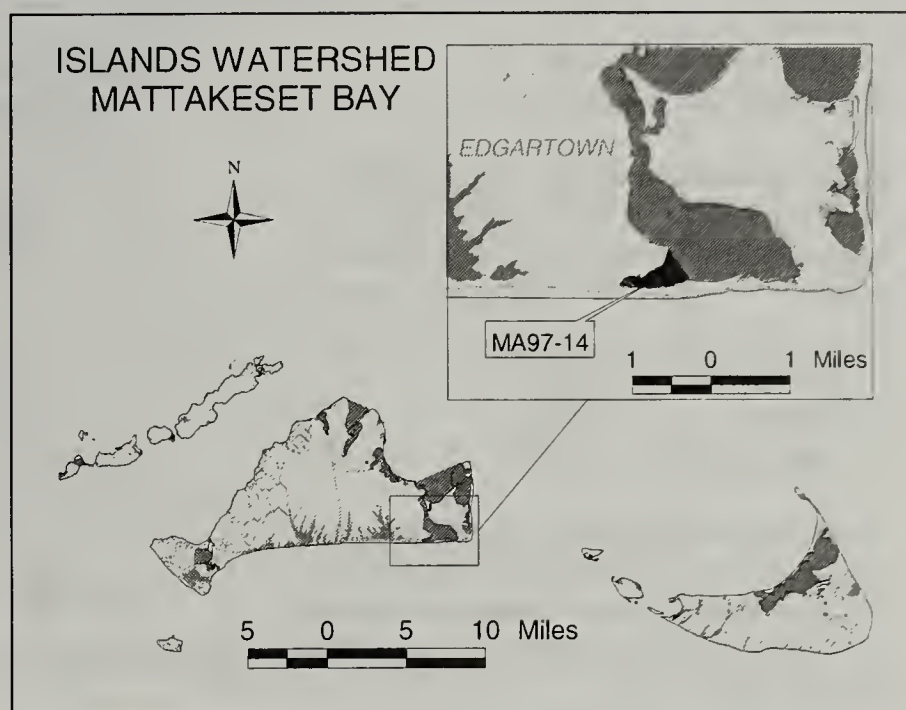 ISLANDS WATERSHED
MATTAKESET BAY
N
EDGARTOWN
MA97-14
1 0 1 Miles
5 0 5 10 Miles